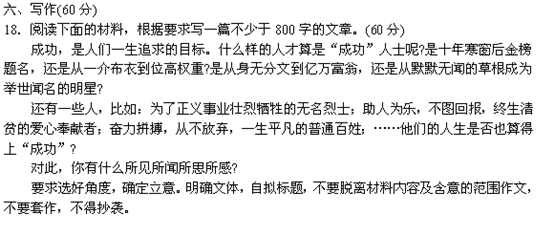 六、写作(60分)
18. 阅读下面的材料，根据要求写一篇不少于 800 字的文章。(60 分)
成功，是人们一生追求的目标。什么样的人才算是“成功”人士呢?是十年寒窗后金榜
题名，还是从一介布衣到位高权重?是从身无分文到亿万富翁，还是从默默无闻的草根成为
举世闻名的明星?
还有一些人，比如：为了正义事业壮烈牺牲的无名烈士；助人为乐，不图回报，终生清
贫的爱心奉献者；奋力拼搏，从不放弃，一生平凡的普通百姓；……他们的人生是否也算得
上“成功”?
对此，你有什么所见所闻所思所感?
要求选好角度，确定立意。明确文体，自拟标题，不要脱离材料内容及含意的范围作文，
不要套作，不得抄袭。